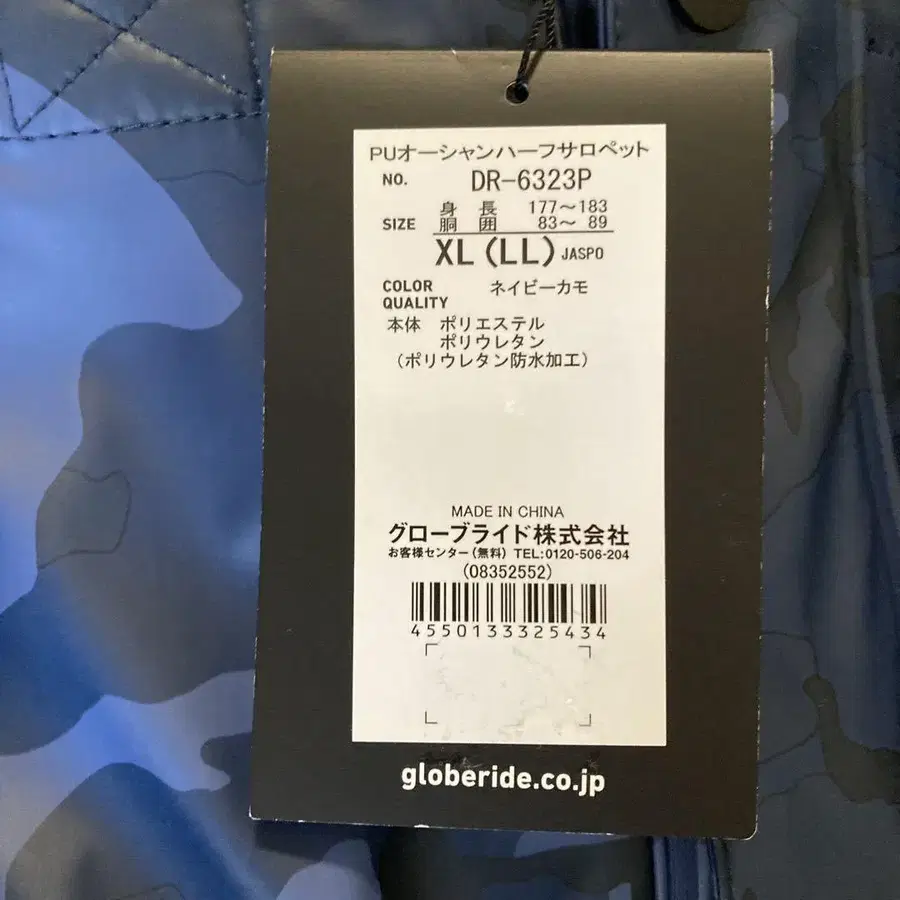 PUオーシャンハーフサロペット
NO. DR-6323P
SIZE 身長 177～183
胴囲 83～ 89
XL (LL) JASPO
COLOR ネイビーカモ
QUALITY
本体 ポリエステル
ポリウレタン
(ポリウレタン防水加工)
MADE IN CHINA
グローブライド株式会社
お客様センター(無料) TEL:0120-506-204
(08352552)
4550133325434
globeride.co.jp